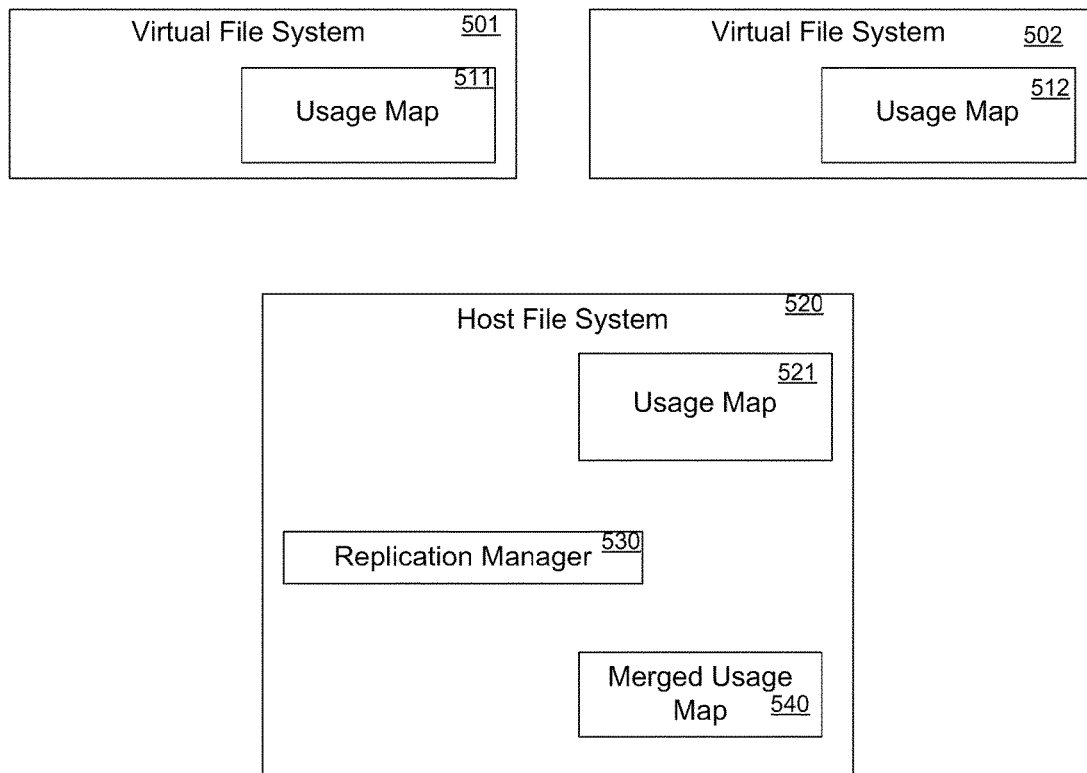 Virtual File System 501
511
Usage Map
Virtual File System 502
512
Usage Map
Host File System 520
521
Usage Map
530
Replication Manager
Merged Usage
Map 540